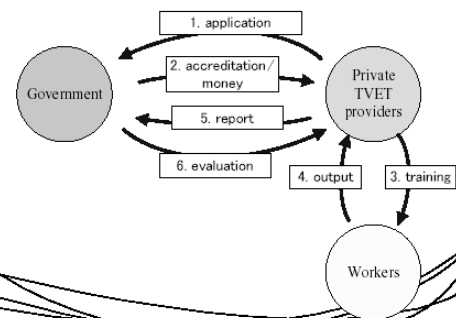 1. application
2. accreditation/
money
Government
Private
TVET
providers
5. report
6. evaluation
4. output
3. training
Workers